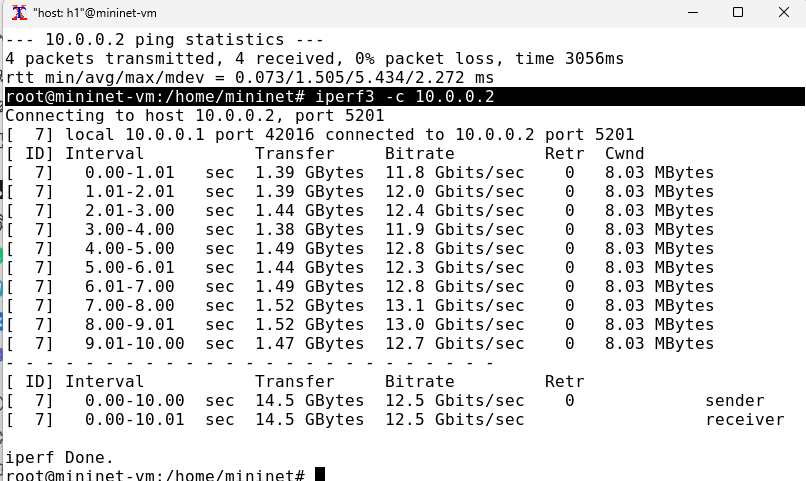 "host: h1"@mininet-vm
--- 10.0.0.2 ping statistics ---
4 packets transmitted, 4 received, 0% packet loss, time 3056ms
rtt min/avg/max/mdev = 0.073/1.505/5.434/2.272 ms
root@mininet-vm:/home/mininet# iperf3 -c 10.0.0.2
Connecting to host 10.0.0.2, port 5201
[  7] local 10.0.0.1 port 42016 connected to 10.0.0.2 port 5201
[ ID] Interval           Transfer     Bitrate         Retr  Cwnd
[  7]   0.00-1.01   sec  1.39 GBytes  11.8 Gbits/sec    0   8.03 MBytes
[  7]   1.01-2.01   sec  1.39 GBytes  12.0 Gbits/sec    0   8.03 MBytes
[  7]   2.01-3.00   sec  1.44 GBytes  12.4 Gbits/sec    0   8.03 MBytes
[  7]   3.00-4.00   sec  1.38 GBytes  11.9 Gbits/sec    0   8.03 MBytes
[  7]   4.00-5.00   sec  1.49 GBytes  12.8 Gbits/sec    0   8.03 MBytes
[  7]   5.00-6.01   sec  1.44 GBytes  12.3 Gbits/sec    0   8.03 MBytes
[  7]   6.01-7.00   sec  1.49 GBytes  12.8 Gbits/sec    0   8.03 MBytes
[  7]   7.00-8.00   sec  1.52 GBytes  13.1 Gbits/sec    0   8.03 MBytes
[  7]   8.00-9.01   sec  1.52 GBytes  13.0 Gbits/sec    0   8.03 MBytes
[  7]   9.01-10.00  sec  1.47 GBytes  12.7 Gbits/sec    0   8.03 MBytes
- - - - - - - - - - - - - - - - - - - - - - - - -
[ ID] Interval           Transfer     Bitrate         Retr
[  7]   0.00-10.00  sec  14.5 GBytes  12.5 Gbits/sec    0             sender
[  7]   0.00-10.01  sec  14.5 GBytes  12.5 Gbits/sec                  receiver
iperf Done.
root@mininet-vm:/home/mininet#